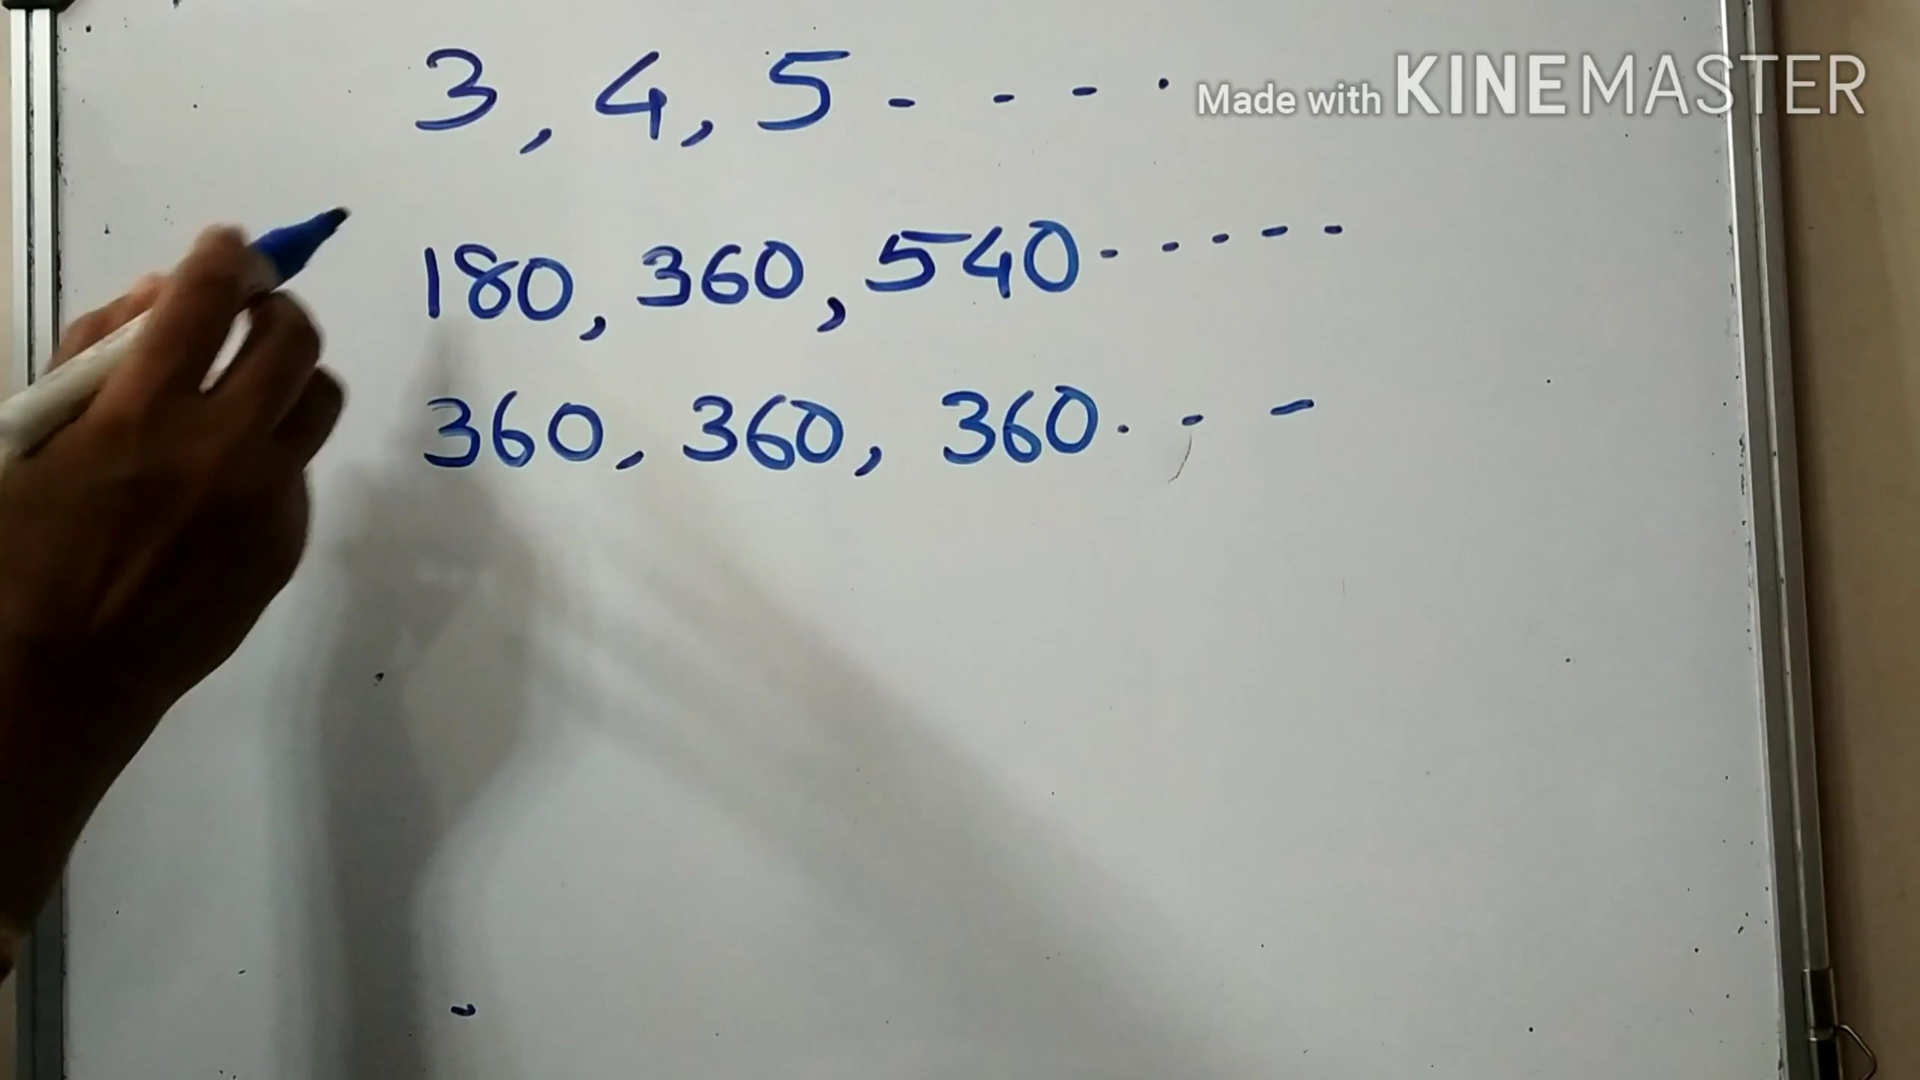 3, 4, 5 - - - .
Made with KINEMASTER
180, 360, 540 - - - - -
360, 360, 360 . - -